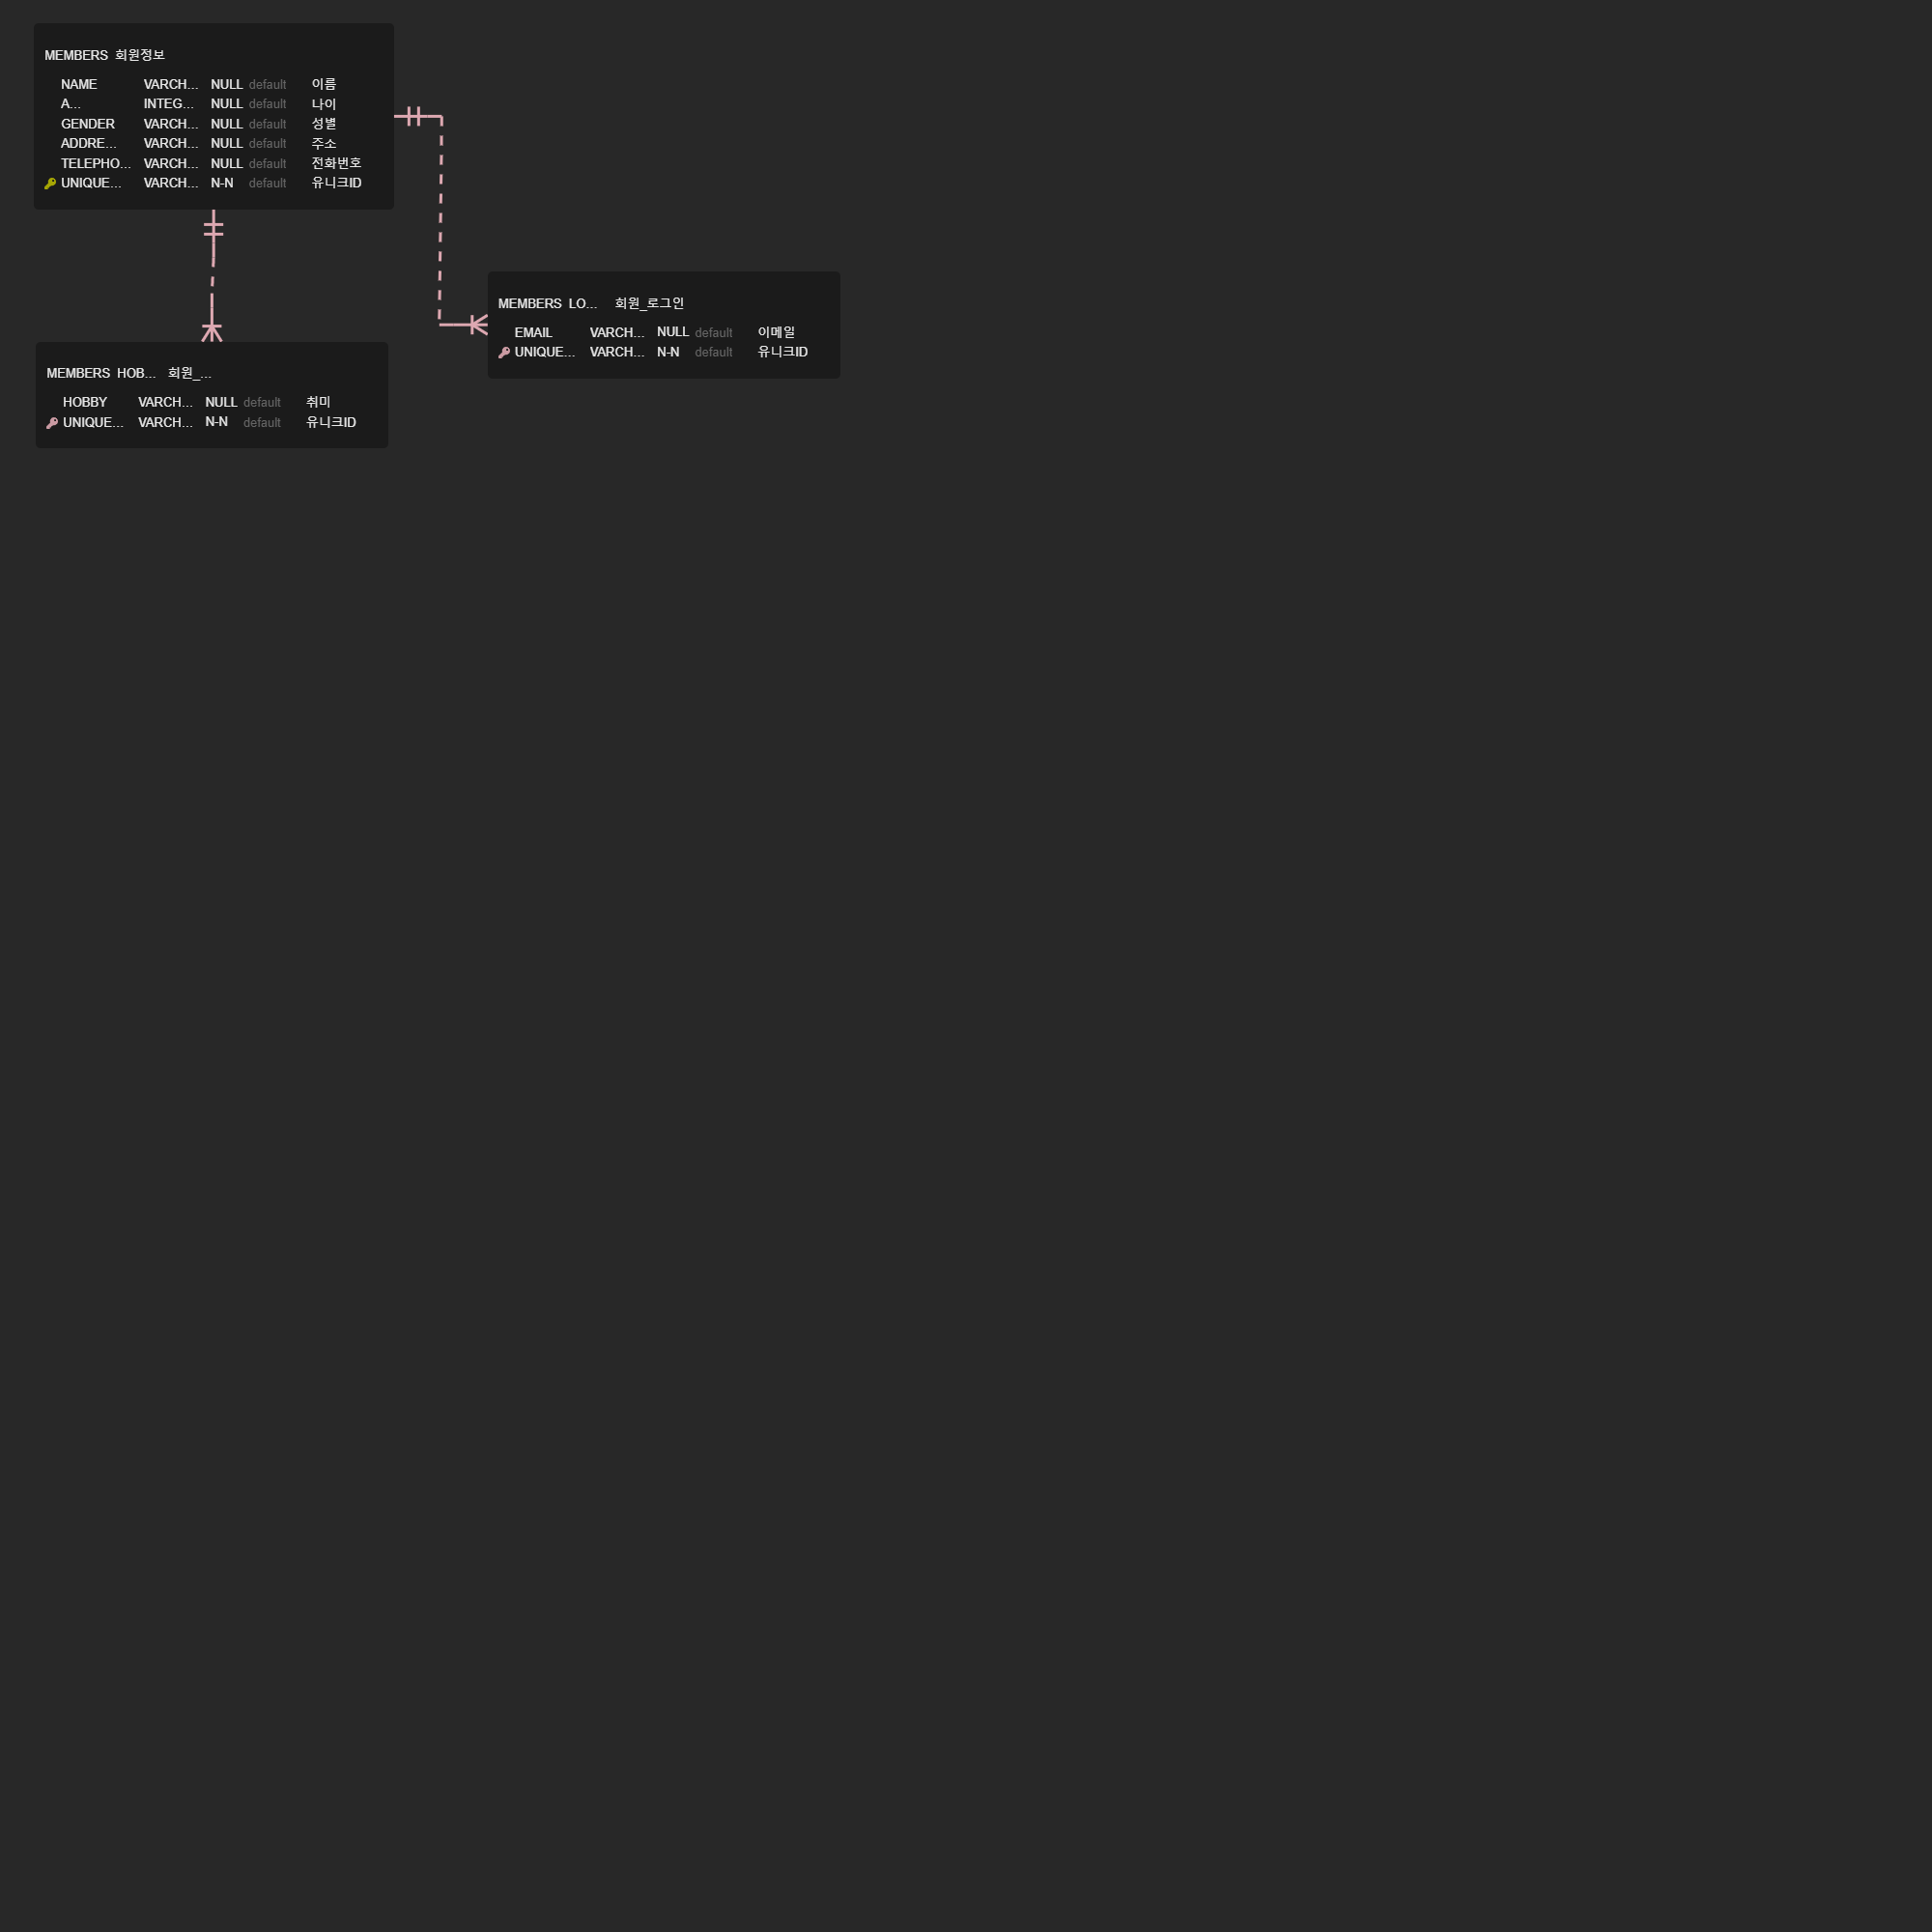 MEMBERS 회원정보
NAME VARCH... NULL default 이름
A... INTEG... NULL default 나이
GENDER VARCH... NULL default 성별
ADDRE... VARCH... NULL default 주소
TELEPHO... VARCH... NULL default 전화번호
UNIQUE... VARCH... N-N default 유니크ID
MEMBERS LO... 회원_로그인
EMAIL VARCH... NULL default 이메일
UNIQUE... VARCH... N-N default 유니크ID
MEMBERS HOB... 회원_...
HOBBY VARCH... NULL default 취미
UNIQUE... VARCH... N-N default 유니크ID